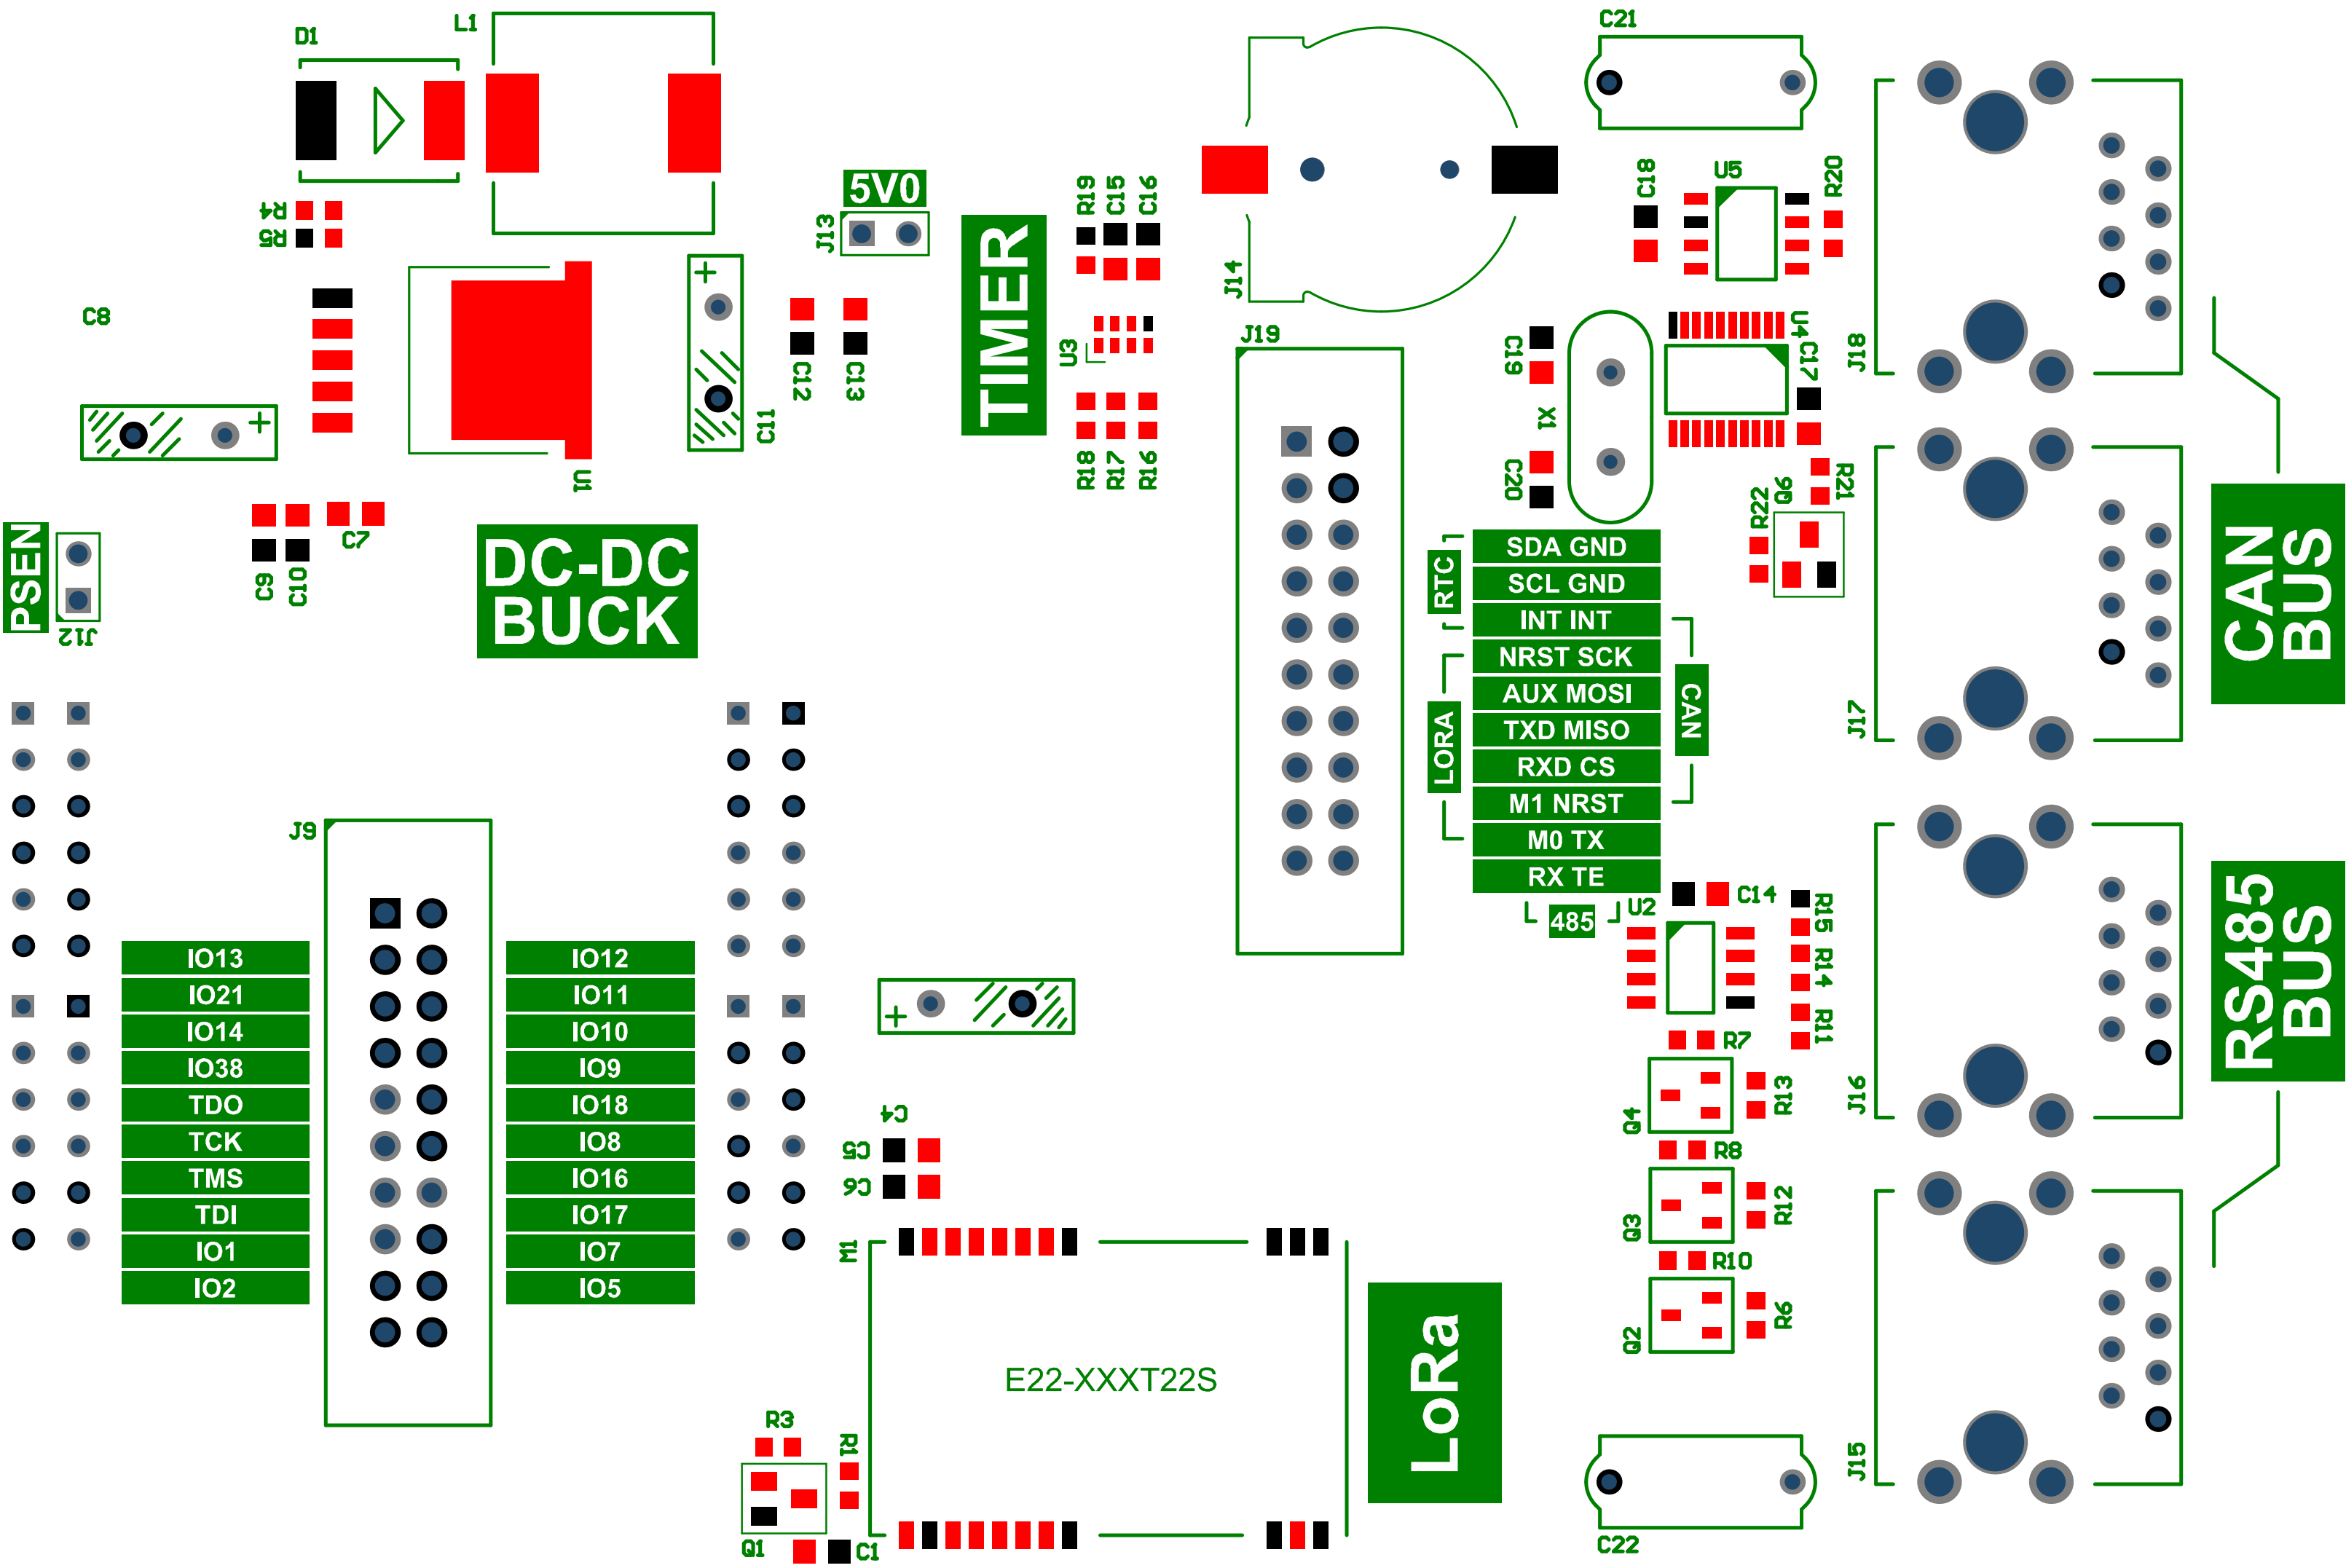 C21
L1
D1
U5
C18
R20
R19
C15
C16
5V0
R4
R5
J13
TIMER
J14
C8
U4
J19
C19
C17
J18
U3
C12
C13
C11
X1
U1
R18
R17
R16
C20
R21
Q6
R22
PSEN
C7
DC-DC
BUCK
C9
C10
J12
RTC
SDA GND
SCL GND
INT INT
NRST SCK
AUX MOSI
TXD MISO
RXD CS
M1 NRST
M0 TX
RX TE
LORA
CAN
485
CAN
BUS
J17
J9
C14
U2
R15
R14
R11
RS485
BUS
IO13
IO21
IO14
IO38
TDO
TCK
TMS
TDI
IO1
IO2
IO12
IO11
IO10
IO9
IO18
IO8
IO16
IO17
IO7
IO5
R7
R13
J16
Q4
C4
C5
C6
R8
R12
Q3
M1
R10
R6
Q2
E22-XXXT22S
LoRa
R3
R1
J15
Q1
C1
C22